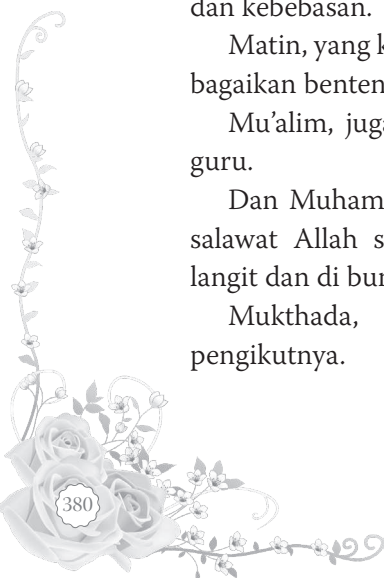 dan kebebasan.
Matin, yang k
bagaikan benten
Mu’alim, juga
guru.
Dan Muham
salawat Allah s
langit dan di bur
Mukthada,
pengikutnya.
380